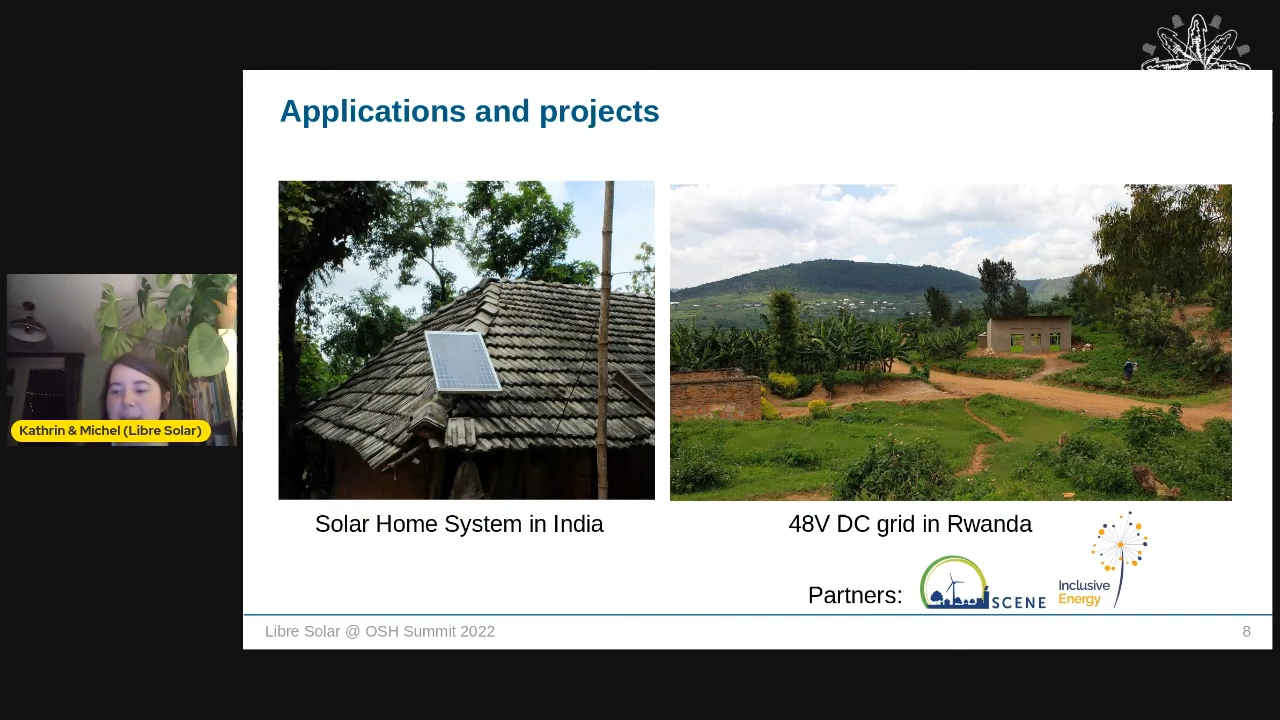 Applications and projects
Kathrin & Michel (Libre Solar)
Solar Home System in India
48V DC grid in Rwanda
Partners:
SCENE
Inclusive
Energy
Libre Solar @ OSH Summit 2022
8